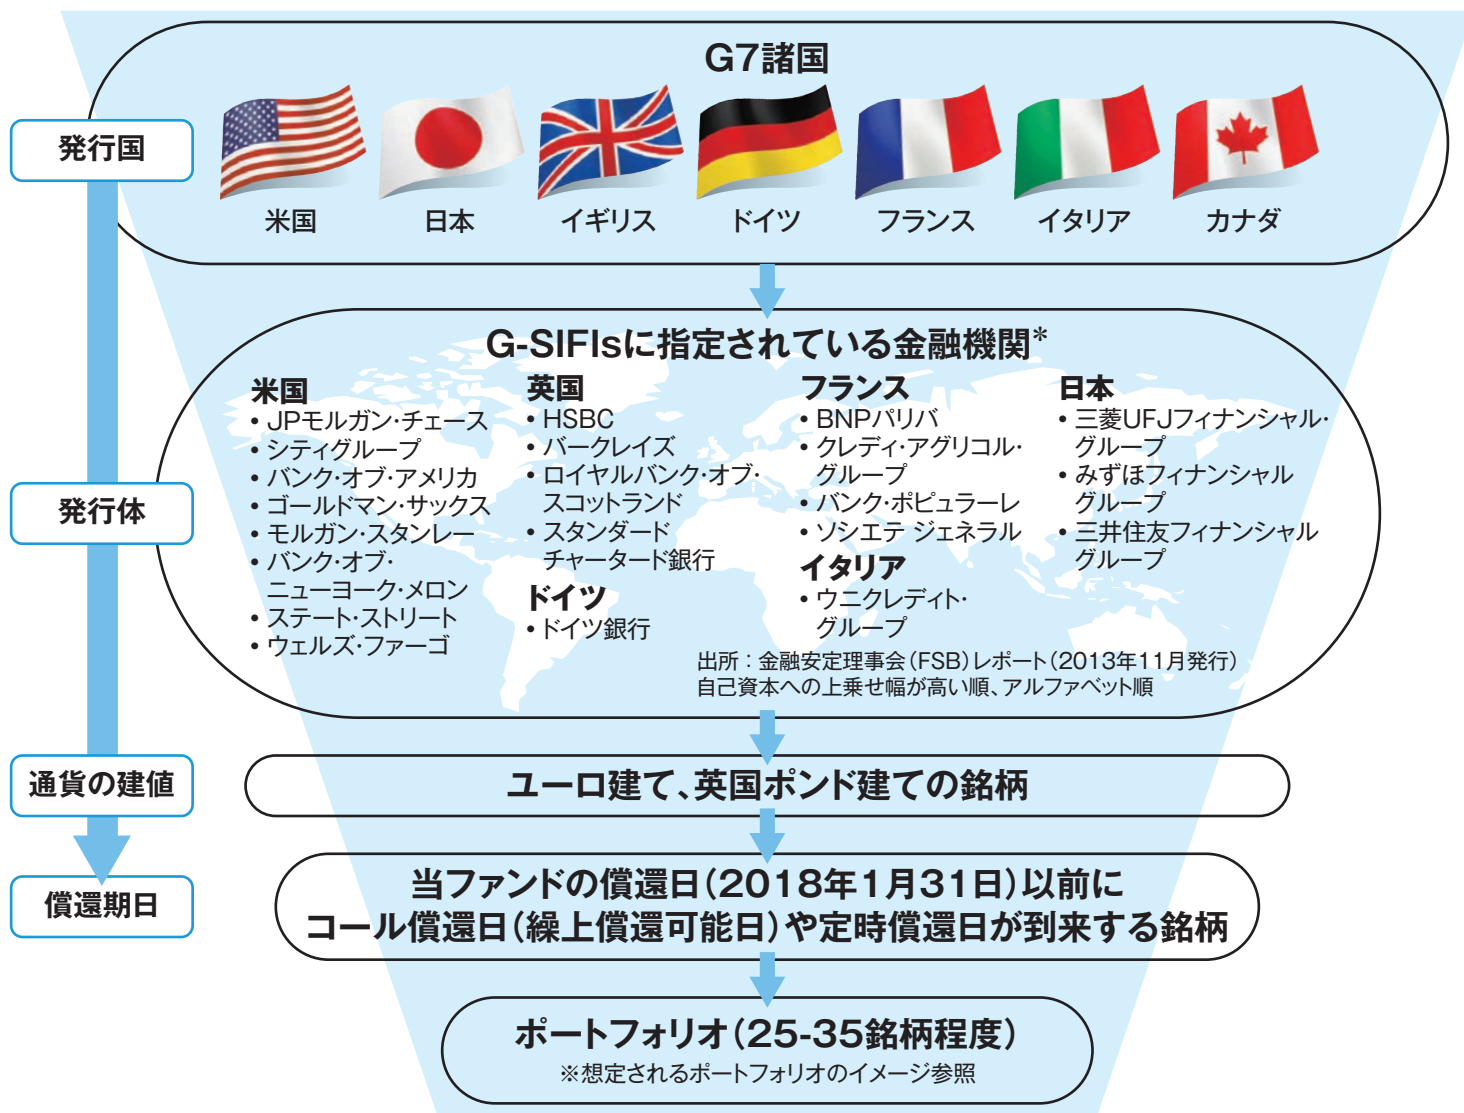 G7諸国
発行国
米国
日本
イギリス
ドイツ
フランス
イタリア
カナダ
G-SIFIsに指定されている金融機関*
発行体
米国
• JPモルガン・チェース
• シティグループ
• バンク・オブ・アメリカ
• ゴールドマン・サックス
• モルガン・スタンレー
• バンク・オブ・
ニューヨーク・メロン
• ステート・ストリート
• ウェルズ・ファーゴ
英国
• HSBC
• バークレイズ
• ロイヤルバンク・オブ・
スコットランド
• スタンダード
チャータード銀行
ドイツ
• ドイツ銀行
フランス
• BNPパリバ
• クレディ・アグリコル・
グループ
• バンク・ポピュラーレ
• ソシエテ ジェネラル
イタリア
• ウニクレディト・
グループ
日本
• 三菱UFJフィナンシャル・
グループ
• みずほフィナンシャル
グループ
• 三井住友フィナンシャル
グループ
出所：金融安定理事会（FSB）レポート（2013年11月発行）
自己資本への上乗せ幅が高い順、アルファベット順
通貨の建値
ユーロ建て、英国ポンド建ての銘柄
償還期日
当ファンドの償還日（2018年1月31日）以前に
コール償還日（繰上償還可能日）や定時償還日が到来する銘柄
ポートフォリオ（25-35銘柄程度）
※想定されるポートフォリオのイメージ参照